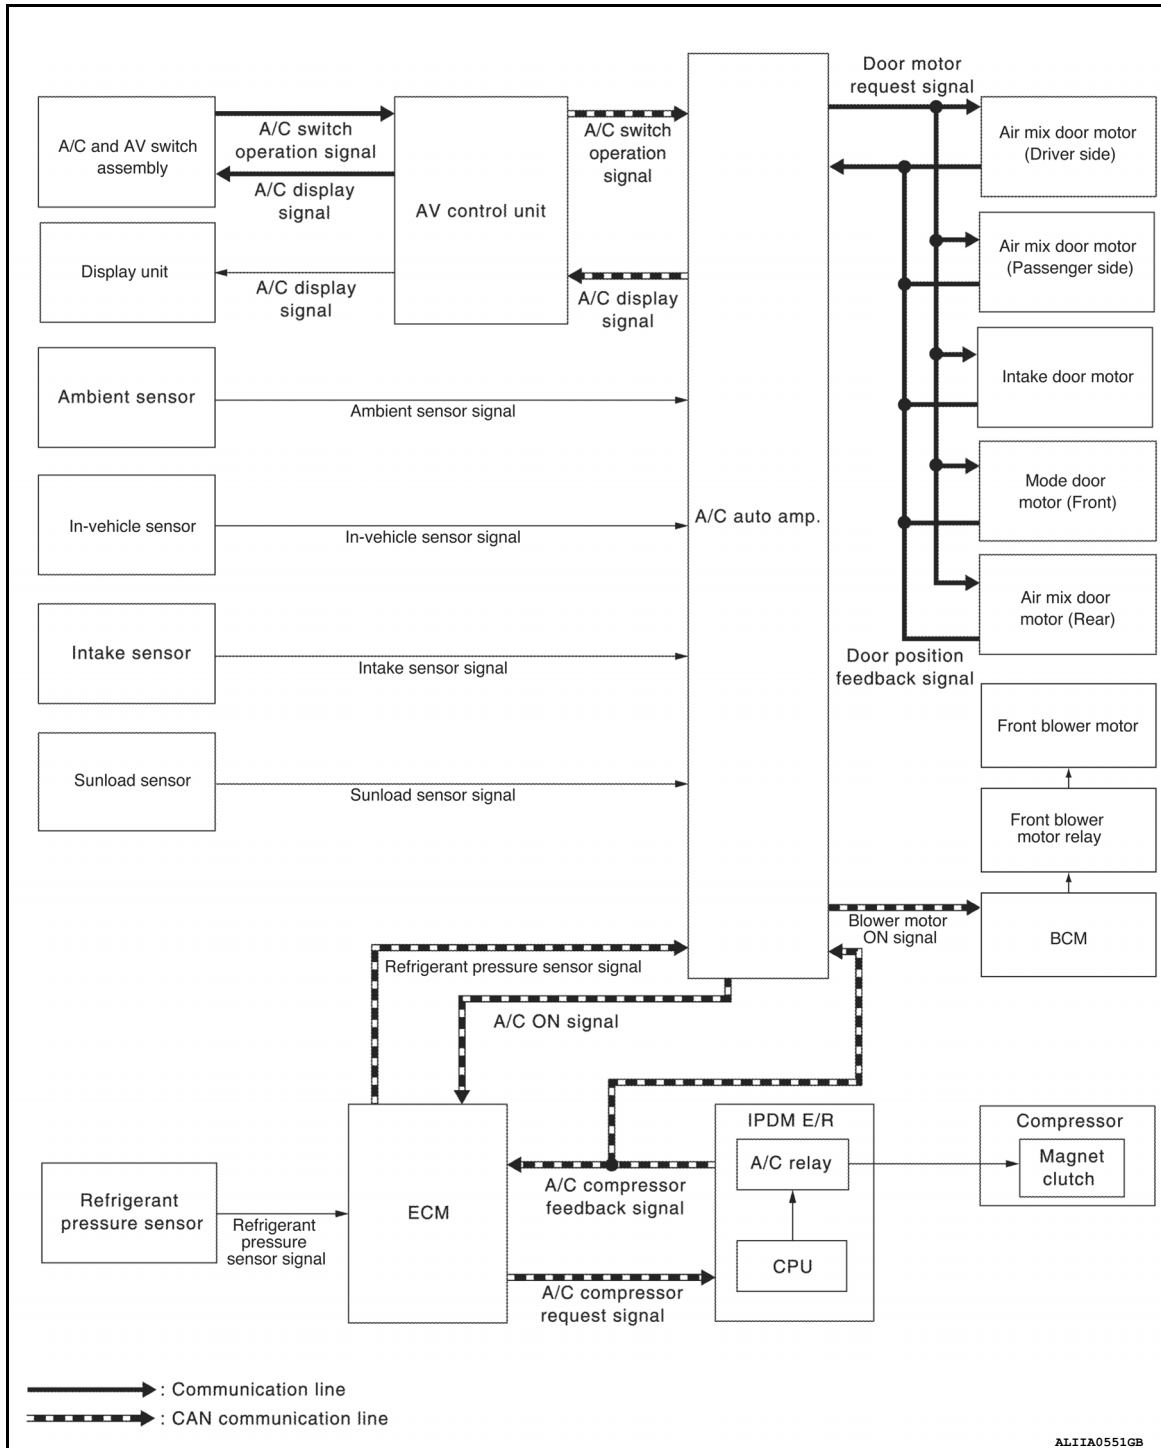 Door motor
request signal
A/C and AV switch
assembly
A/C switch
operation signal
A/C display
signal
AV control unit
A/C switch
operation
signal
A/C display
signal
Display unit
A/C display
signal
Air mix door motor
(Driver side)
Air mix door motor
(Passenger side)
Intake door motor
Mode door
motor (Front)
Air mix door
motor (Rear)
Door position
feedback signal
Ambient sensor
Ambient sensor signal
In-vehicle sensor
In-vehicle sensor signal
A/C auto amp.
Intake sensor
Intake sensor signal
Sunload sensor
Sunload sensor signal
Front blower motor
Front blower
motor relay
Blower motor
ON signal
BCM
Refrigerant pressure sensor signal
A/C ON signal
IPDM E/R
A/C relay
CPU
Compressor
Magnet
clutch
A/C compressor
feedback signal
ECM
Refrigerant
pressure sensor
Refrigerant
pressure
sensor signal
A/C compressor
request signal
: Communication line
: CAN communication line
ALIIA0551GB